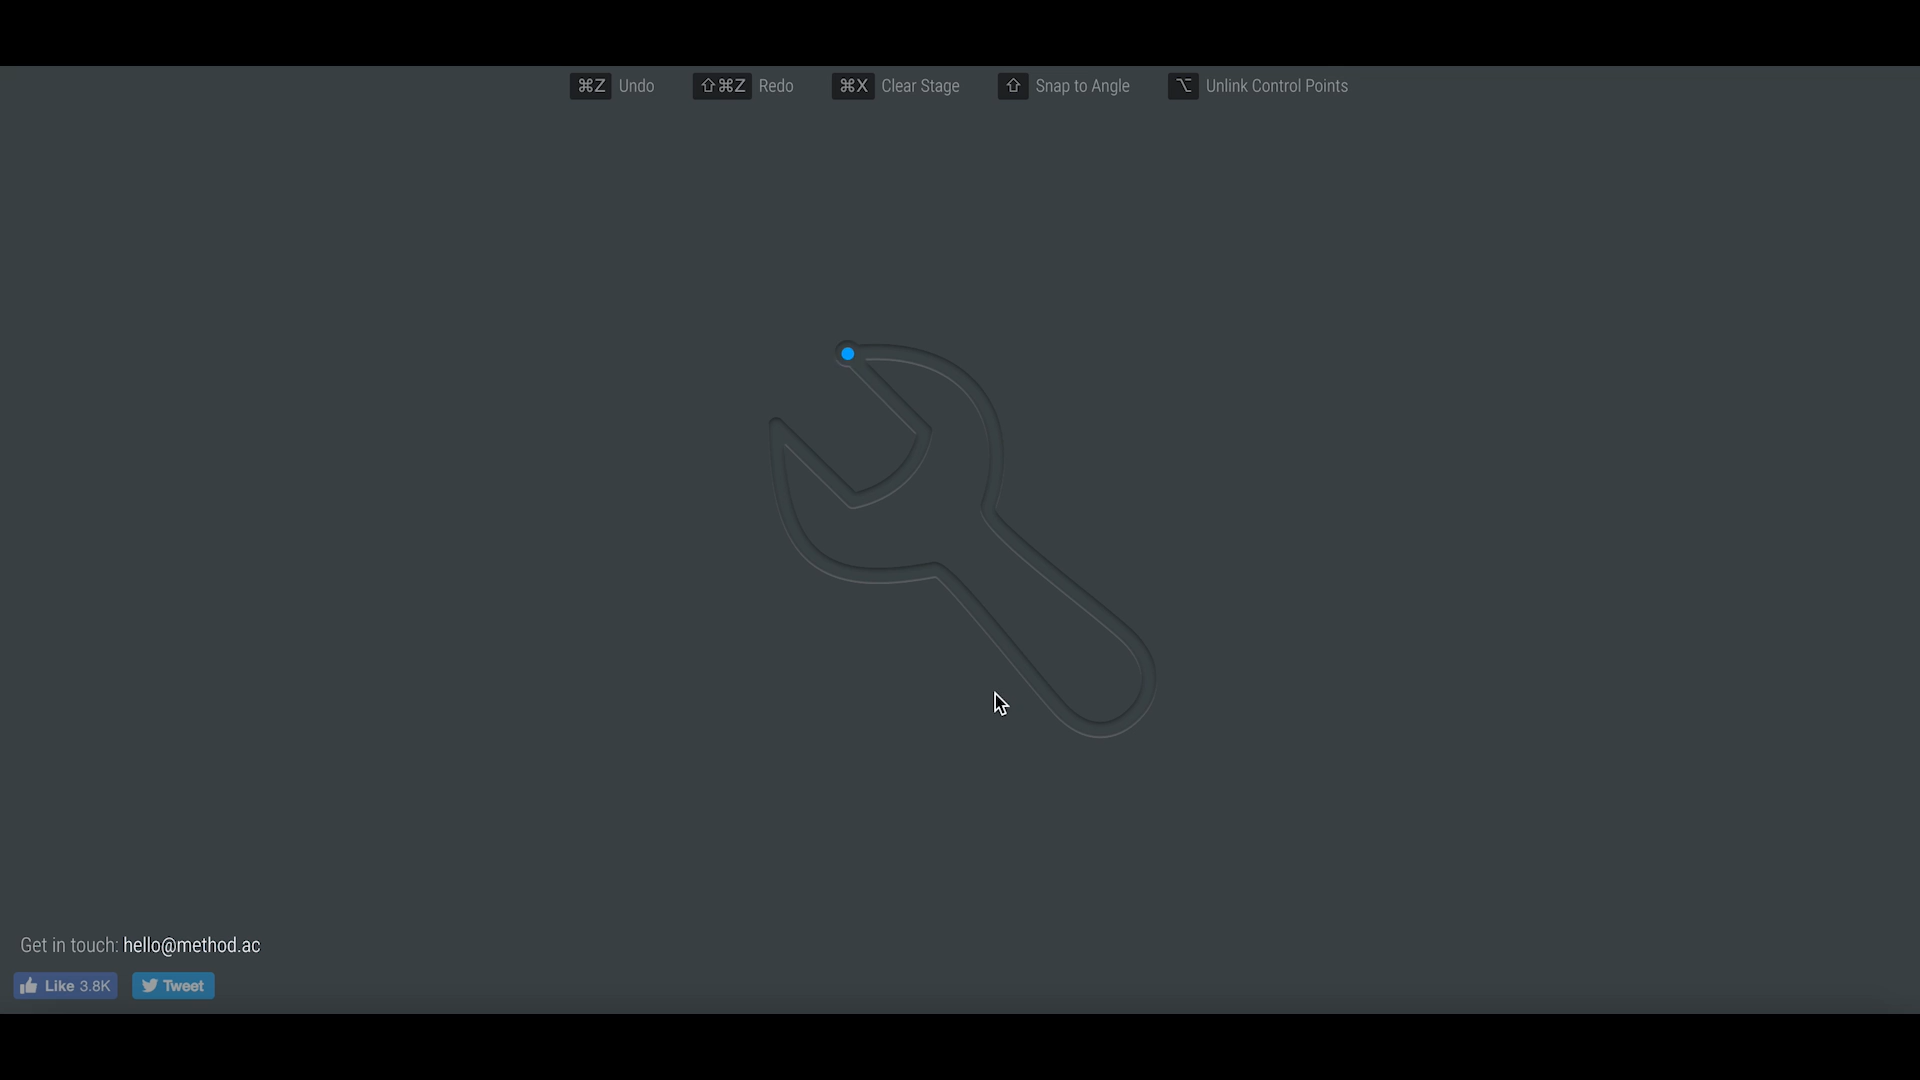 ⌘Z Undo ⇧⌘Z Redo ⌘X Clear Stage ⇧ Snap to Angle ⌥ Unlink Control Points
Get in touch: hello@method.ac
Like 3.8K Tweet